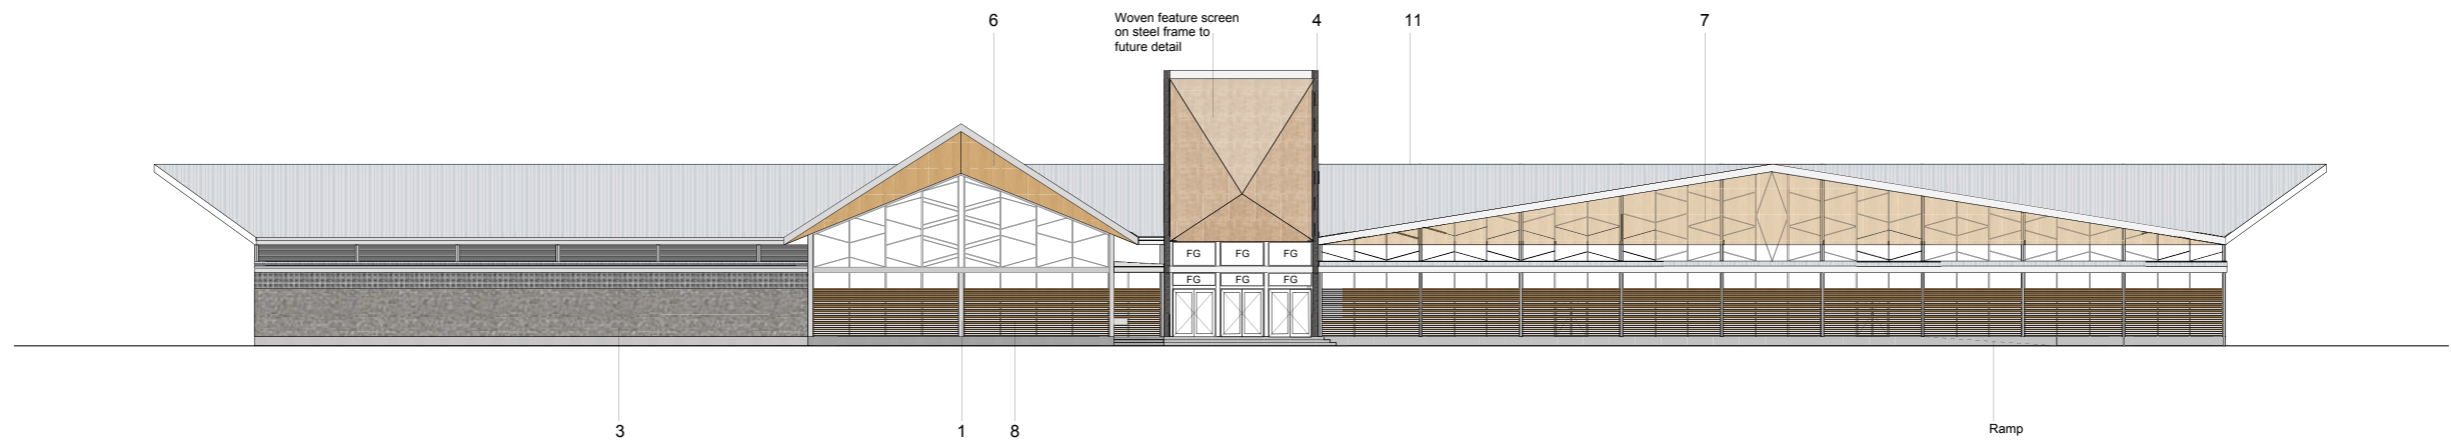 6
Woven feature screen
on steel frame to
future detail
4
11
7
FG FG FG
FG FG FG
3
1
8
Ramp